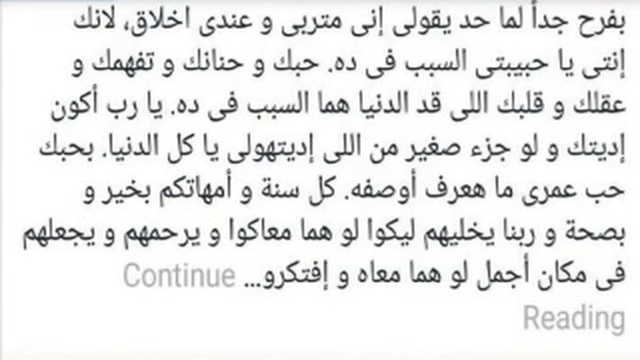 بفرح جداً لما حد يقولى إنى متربى و عندى اخلاق، لانك
إنتى يا حبيبتى السبب فى ده. حبك و حنانك و تفهمك و
عقلك و قلبك اللى قد الدنيا هما السبب فى ده. يا رب أكون
إديتك و لو جزء صغير من اللى إديتهولى يا كل الدنيا. بحبك
حب عمرى ما هعرف أوصفه. كل سنة و أمهاتكم بخير و
بصحة و ربنا يخليهم ليكوا لو هما معاكوا و يرحمهم و يجعلهم
فى مكان أجمل لو هما معاه و إفتكرو... Continue
Reading